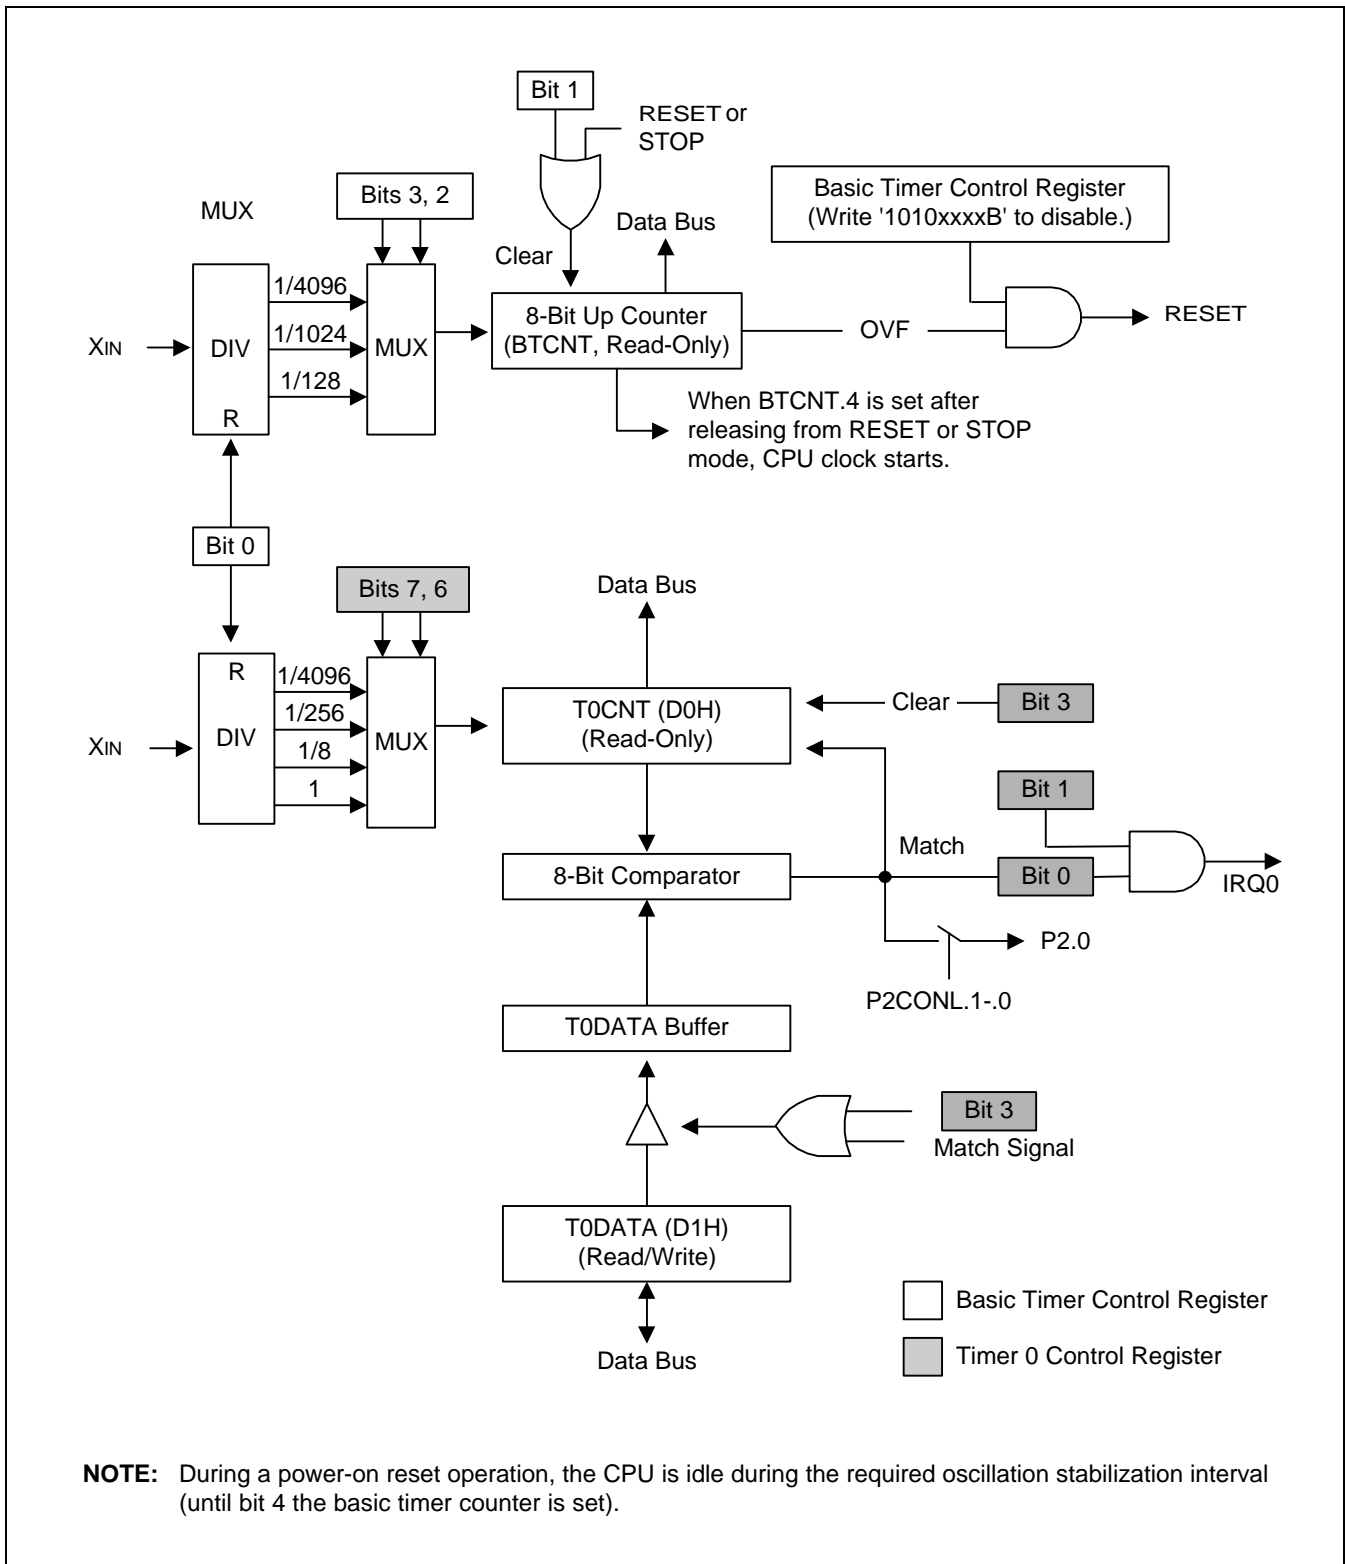 Bit 1
RESET or
STOP
Basic Timer Control Register
(Write '1010xxxxB' to disable.)
Bits 3, 2
MUX
Data Bus
Clear
1/4096
1/1024
1/128
XIN
DIV
R
MUX
8-Bit Up Counter
(BTCNT, Read-Only)
OVF
RESET
When BTCNT.4 is set after
releasing from RESET or STOP
mode, CPU clock starts.
Bit 0
Bits 7, 6
Data Bus
R
1/4096
1/256
1/8
1
XIN
DIV
MUX
T0CNT (D0H)
(Read-Only)
Clear
Bit 3
Bit 1
8-Bit Comparator
Match
Bit 0
IRQ0
P2.0
P2CONL.1-.0
T0DATA Buffer
Bit 3
Match Signal
T0DATA (D1H)
(Read/Write)
Data Bus
Basic Timer Control Register
Timer 0 Control Register
NOTE: During a power-on reset operation, the CPU is idle during the required oscillation stabilization interval
(until bit 4 the basic timer counter is set).